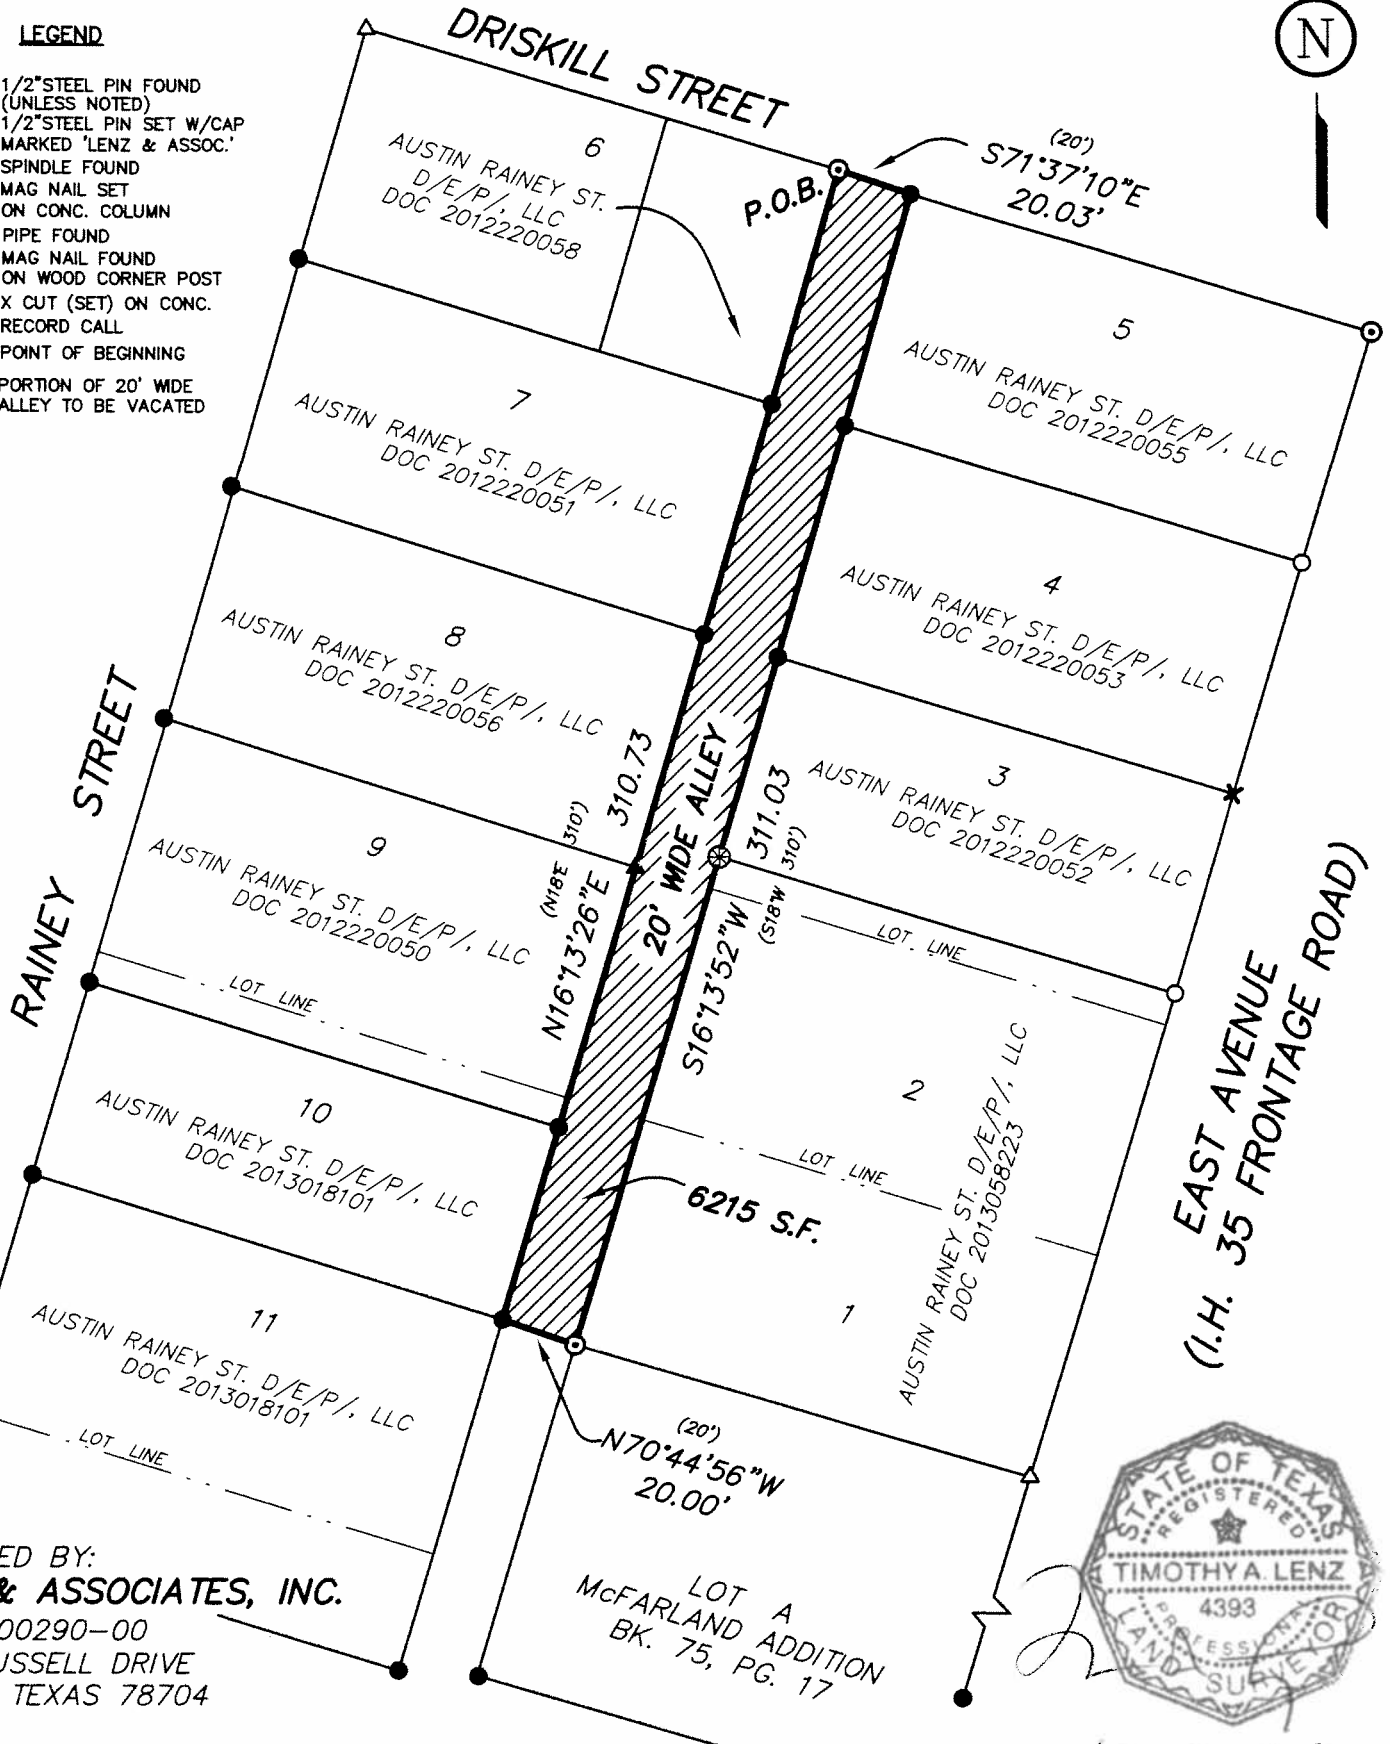 LEGEND
1/2"STEEL PIN FOUND
(UNLESS NOTED)
1/2"STEEL PIN SET W/CAP
MARKED 'LENZ & ASSOC.'
SPINDLE FOUND
MAG NAIL SET
ON CONC. COLUMN
PIPE FOUND
MAG NAIL FOUND
ON WOOD CORNER POST
X CUT (SET) ON CONC.
RECORD CALL
POINT OF BEGINNING
PORTION OF 20' WIDE
ALLEY TO BE VACATED
DRISKILL STREET
N
(20')
S71°37'10"E
20.03'
P.O.B.
6
AUSTIN RAINEY ST.
D/E/P/, LLC
DOC 2012220058
5
AUSTIN RAINEY ST. D/E/P/, LLC
DOC 2012220055
7
AUSTIN RAINEY ST. D/E/P/, LLC
DOC 2012220051
4
AUSTIN RAINEY ST. D/E/P/, LLC
DOC 2012220053
8
AUSTIN RAINEY ST. D/E/P/, LLC
DOC 2012220056
3
AUSTIN RAINEY ST. D/E/P/, LLC
DOC 2012220052
RAINEY STREET
9
AUSTIN RAINEY ST. D/E/P/, LLC
DOC 2012220050
LOT LINE
(N18°E 310')
N16°13'26"E 310.73
20' WIDE ALLEY
S16°13'52"W 311.03
(S18°W 310')
LOT LINE
2
LOT LINE
AUSTIN RAINEY ST. D/E/P/, LLC
DOC 2013058223
EAST AVENUE
(I.H. 35 FRONTAGE ROAD)
10
AUSTIN RAINEY ST. D/E/P/, LLC
DOC 2013018101
6215 S.F.
1
11
AUSTIN RAINEY ST. D/E/P/, LLC
DOC 2013018101
LOT LINE
(20')
N70°44'56"W
20.00'
LOT A
McFARLAND ADDITION
BK. 75, PG. 17
ED BY:
& ASSOCIATES, INC.
00290-00
USSELL DRIVE
TEXAS 78704
STATE OF TEXAS
REGISTERED
TIMOTHY A. LENZ
4393
PROFESSIONAL
LAND SURVEYOR